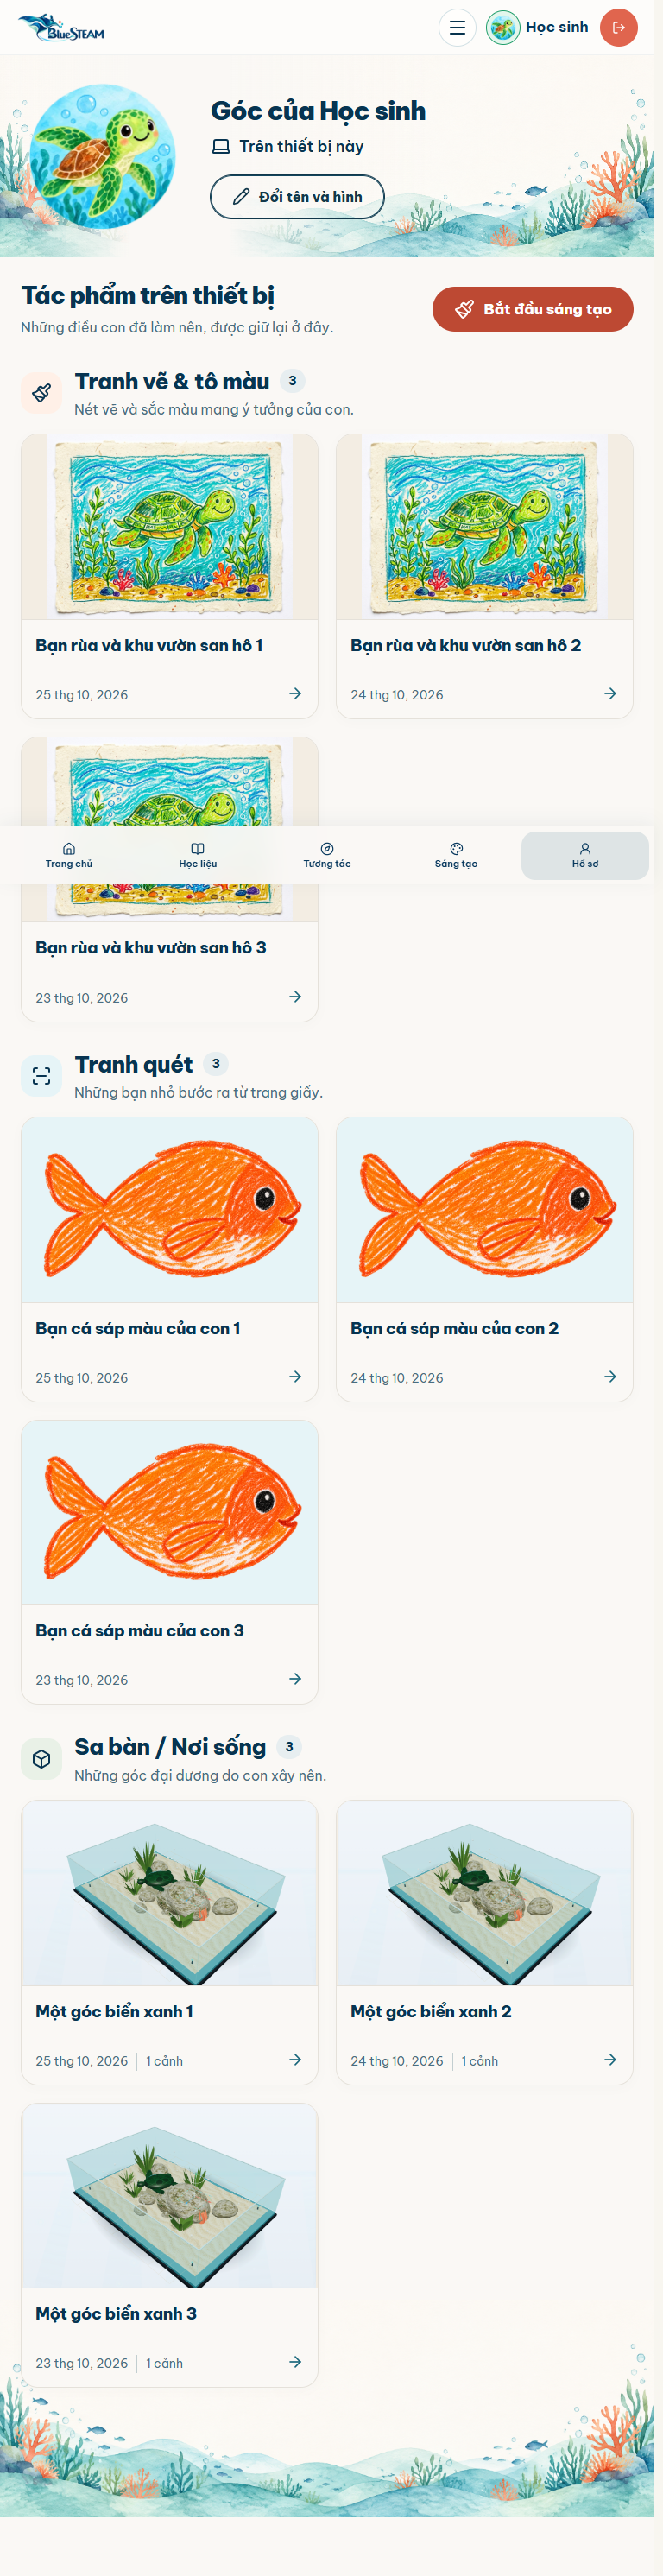 BlueSTEAM
Học sinh
Góc của Học sinh
Trên thiết bị này
Đổi tên và hình
Tác phẩm trên thiết bị
Những điều con đã làm nên, được giữ lại ở đây.
Bắt đầu sáng tạo
Tranh vẽ & tô màu 3
Nét vẽ và sắc màu mang ý tưởng của con.
Bạn rùa và khu vườn san hô 1
25 thg 10, 2026
Bạn rùa và khu vườn san hô 2
24 thg 10, 2026
Trang chủ
Học liệu
Tương tác
Sáng tạo
Hồ sơ
Bạn rùa và khu vườn san hô 3
23 thg 10, 2026
Tranh quét 3
Những bạn nhỏ bước ra từ trang giấy.
Bạn cá sáp màu của con 1
25 thg 10, 2026
Bạn cá sáp màu của con 2
24 thg 10, 2026
Bạn cá sáp màu của con 3
23 thg 10, 2026
Sa bàn / Nơi sống 3
Những góc đại dương do con xây nên.
Một góc biển xanh 1
25 thg 10, 2026 | 1 cảnh
Một góc biển xanh 2
24 thg 10, 2026 | 1 cảnh
Một góc biển xanh 3
23 thg 10, 2026 | 1 cảnh